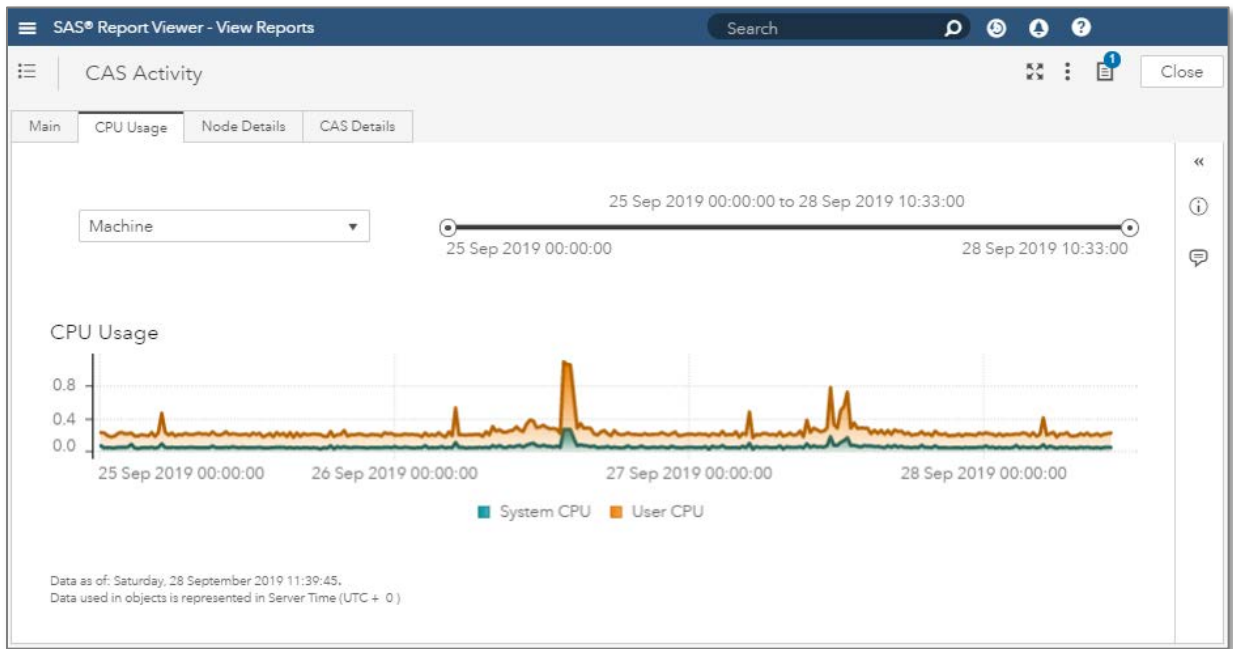 SAS® Report Viewer - View Reports
Search
CAS Activity
1
Close
Main
CPU Usage
Node Details
CAS Details
25 Sep 2019 00:00:00 to 28 Sep 2019 10:33:00
Machine
25 Sep 2019 00:00:00
28 Sep 2019 10:33:00
CPU Usage
0.8
0.4
0.0
25 Sep 2019 00:00:00
26 Sep 2019 00:00:00
27 Sep 2019 00:00:00
28 Sep 2019 00:00:00
System CPU
User CPU
Data as of: Saturday, 28 September 2019 11:39:45.
Data used in objects is represented in Server Time (UTC + 0 )